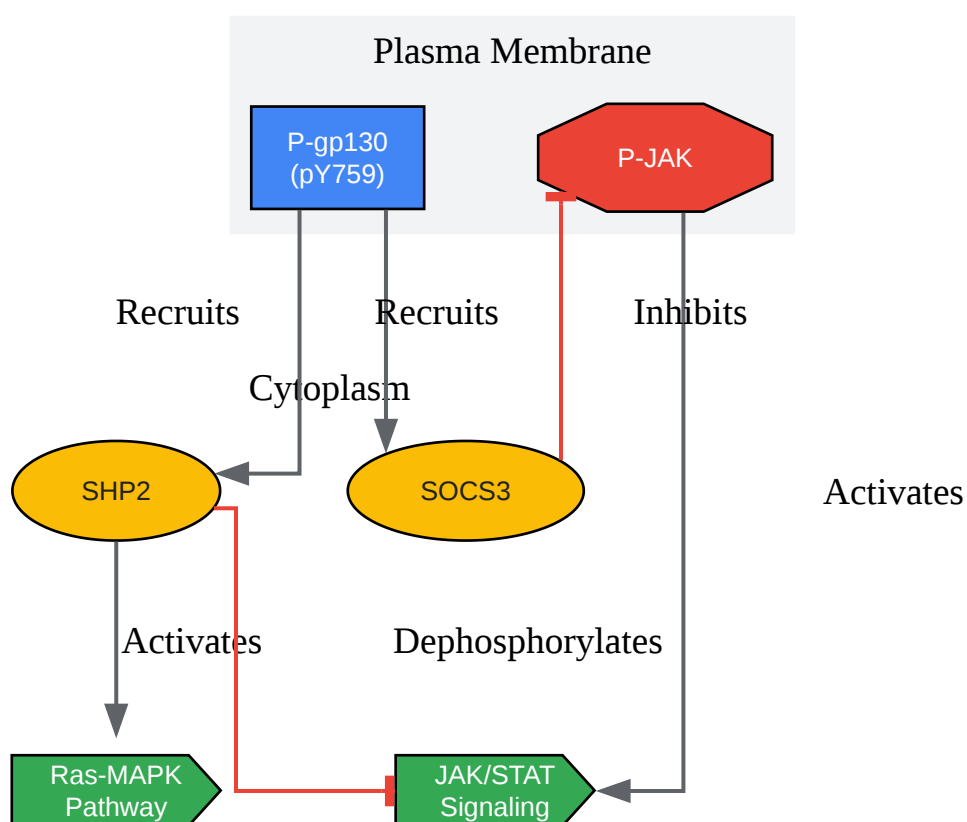 Plasma Membrane
P-gp130
(pY759)
P-JAK
Recruits
Recruits
Inhibits
Cytoplasm
SHP2
SOCS3
Activates
Activates
Dephosphorylates
Ras-MAPK
Pathway
JAK/STAT
Signaling